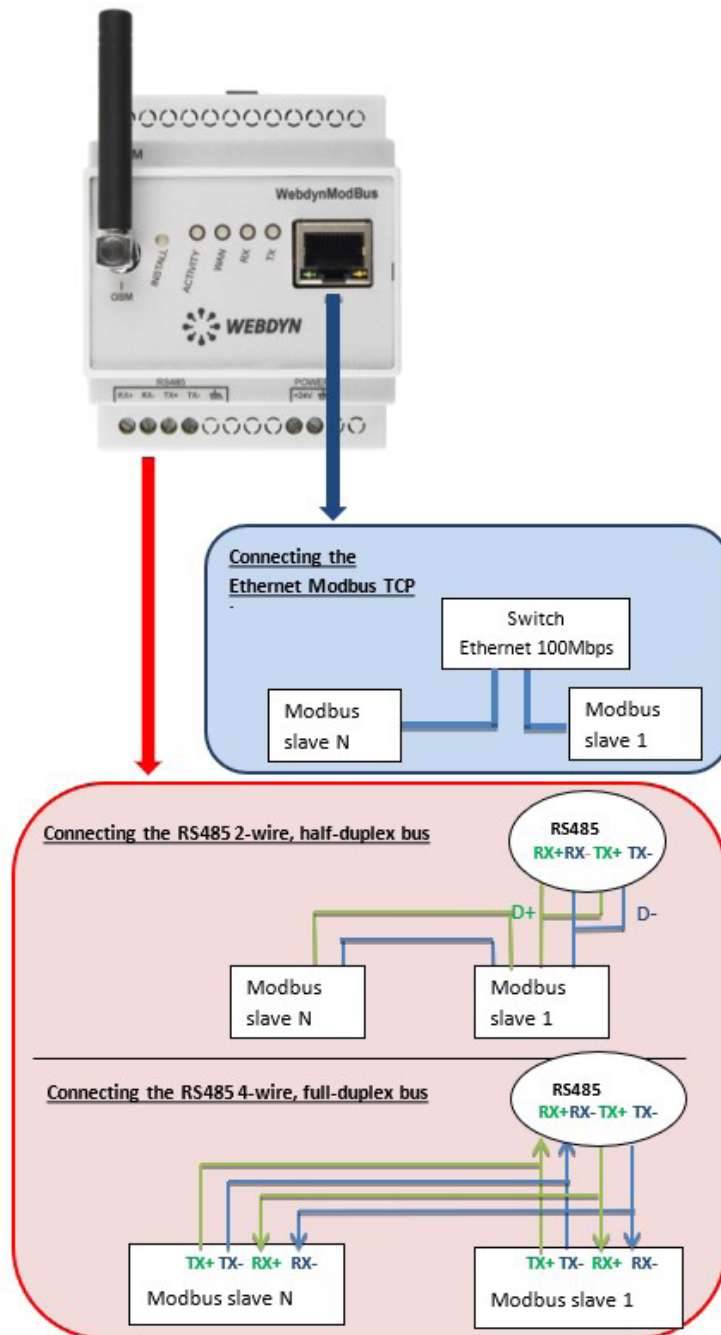 WebdynModBus
INSTALL
ACTIVITY
WAN
RX
TX
GSM
WEBDYN
RS485
POWER
RX+ RX- TX+ TX-
+24V
Connecting the
Ethernet Modbus TCP
Switch
Ethernet 100Mbps
Modbus
slave N
Modbus
slave 1
Connecting the RS485 2-wire, half-duplex bus
RS485
RX+ RX- TX+ TX-
D+
D-
Modbus
slave N
Modbus
slave 1
Connecting the RS485 4-wire, full-duplex bus
RS485
RX+ RX- TX+ TX-
TX+ TX- RX+ RX-
Modbus slave N
TX+ TX- RX+ RX-
Modbus slave 1